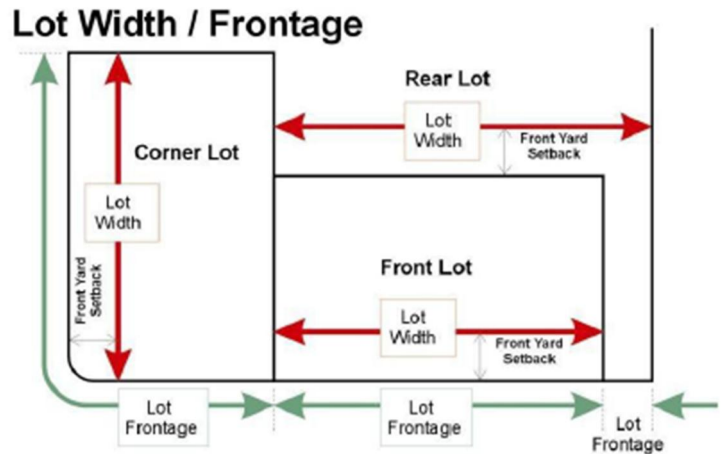 Lot Width / Frontage
Rear Lot
Lot
Width
Front Yard
Setback
Corner Lot
Lot
Width
Front Yard
Setback
Front Lot
Lot
Width
Front Yard
Setback
Lot
Frontage
Lot
Frontage
Lot
Frontage